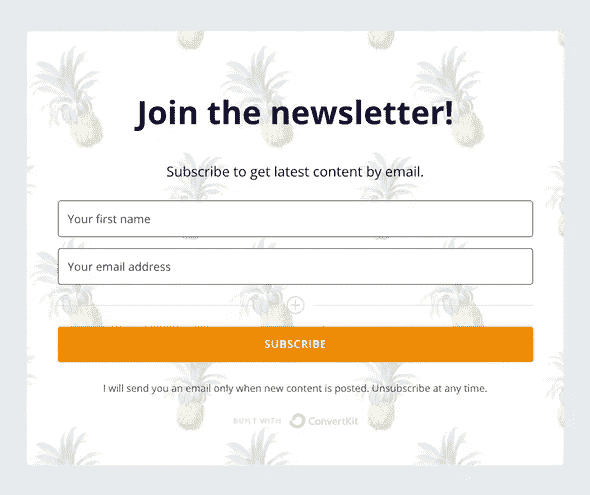 Join the newsletter!
Subscribe to get latest content by email.
Your first name
Your email address
SUBSCRIBE
I will send you an email only when new content is posted. Unsubscribe at any time.
BUILT WITH ConvertKit